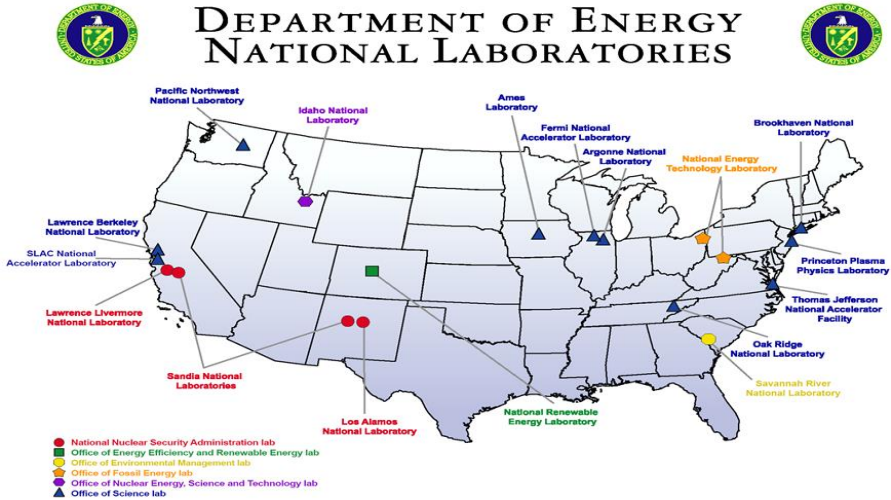 DEPARTMENT OF ENERGY
NATIONAL LABORATORIES
Pacific Northwest
National Laboratory
Idaho National
Laboratory
Ames
Laboratory
Fermi National
Accelerator Laboratory
Argonne National
Laboratory
Brookhaven National
Laboratory
National Energy
Technology Laboratory
Lawrence Berkeley
National Laboratory
SLAC National
Accelerator Laboratory
Lawrence Livermore
National Laboratory
Princeton Plasma
Physics Laboratory
Thomas Jefferson
National Accelerator
Facility
Oak Ridge
National Laboratory
Savannah River
National Laboratory
Sandia National
Laboratories
Los Alamos
National Laboratory
National Renewable
Energy Laboratory
National Nuclear Security Administration lab
Office of Energy Efficiency and Renewable Energy lab
Office of Environmental Management lab
Office of Fossil Energy lab
Office of Nuclear Energy, Science and Technology lab
Office of Science lab